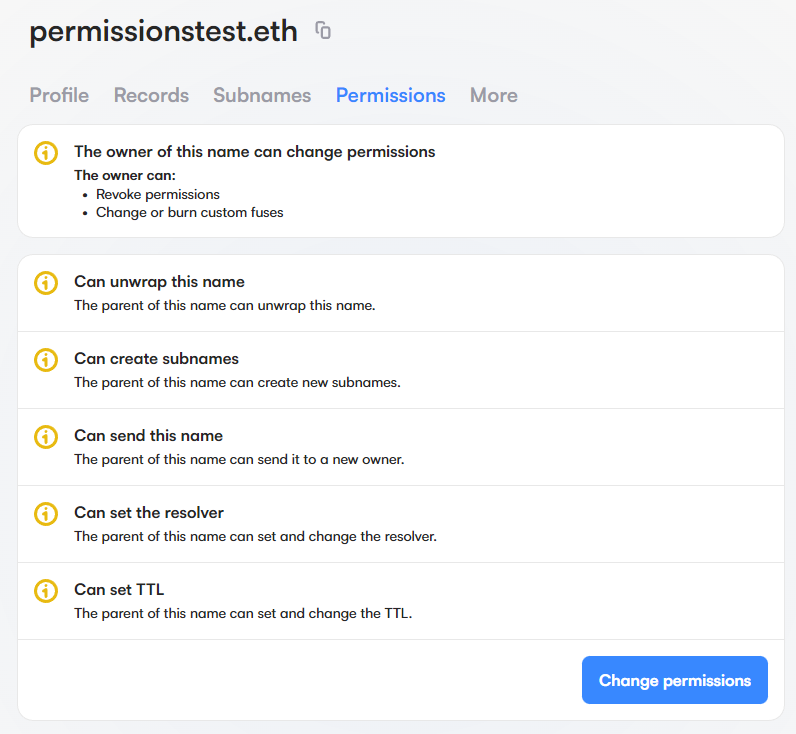 permissionstest.eth
Profile Records Subnames Permissions More
The owner of this name can change permissions
The owner can:
• Revoke permissions
• Change or burn custom fuses
Can unwrap this name
The parent of this name can unwrap this name.
Can create subnames
The parent of this name can create new subnames.
Can send this name
The parent of this name can send it to a new owner.
Can set the resolver
The parent of this name can set and change the resolver.
Can set TTL
The parent of this name can set and change the TTL.
Change permissions